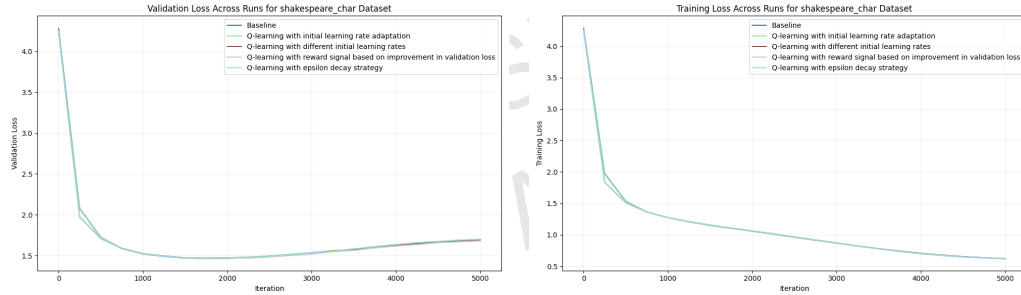 Validation Loss Across Runs for shakespeare_char Dataset
Baseline
Q-learning with initial learning rate adaptation
Q-learning with different initial learning rates
Q-learning with reward signal based on improvement in validation loss
Q-learning with epsilon decay strategy
Validation Loss
4.0
3.5
3.0
2.5
2.0
1.5
0
1000
2000
3000
4000
5000
Iteration
Training Loss Across Runs for shakespeare_char Dataset
Baseline
Q-learning with initial learning rate adaptation
Q-learning with different initial learning rates
Q-learning with reward signal based on improvement in validation loss
Q-learning with epsilon decay strategy
Training Loss
4.0
3.5
3.0
2.5
2.0
1.5
1.0
0.5
0
1000
2000
3000
4000
5000
Iteration